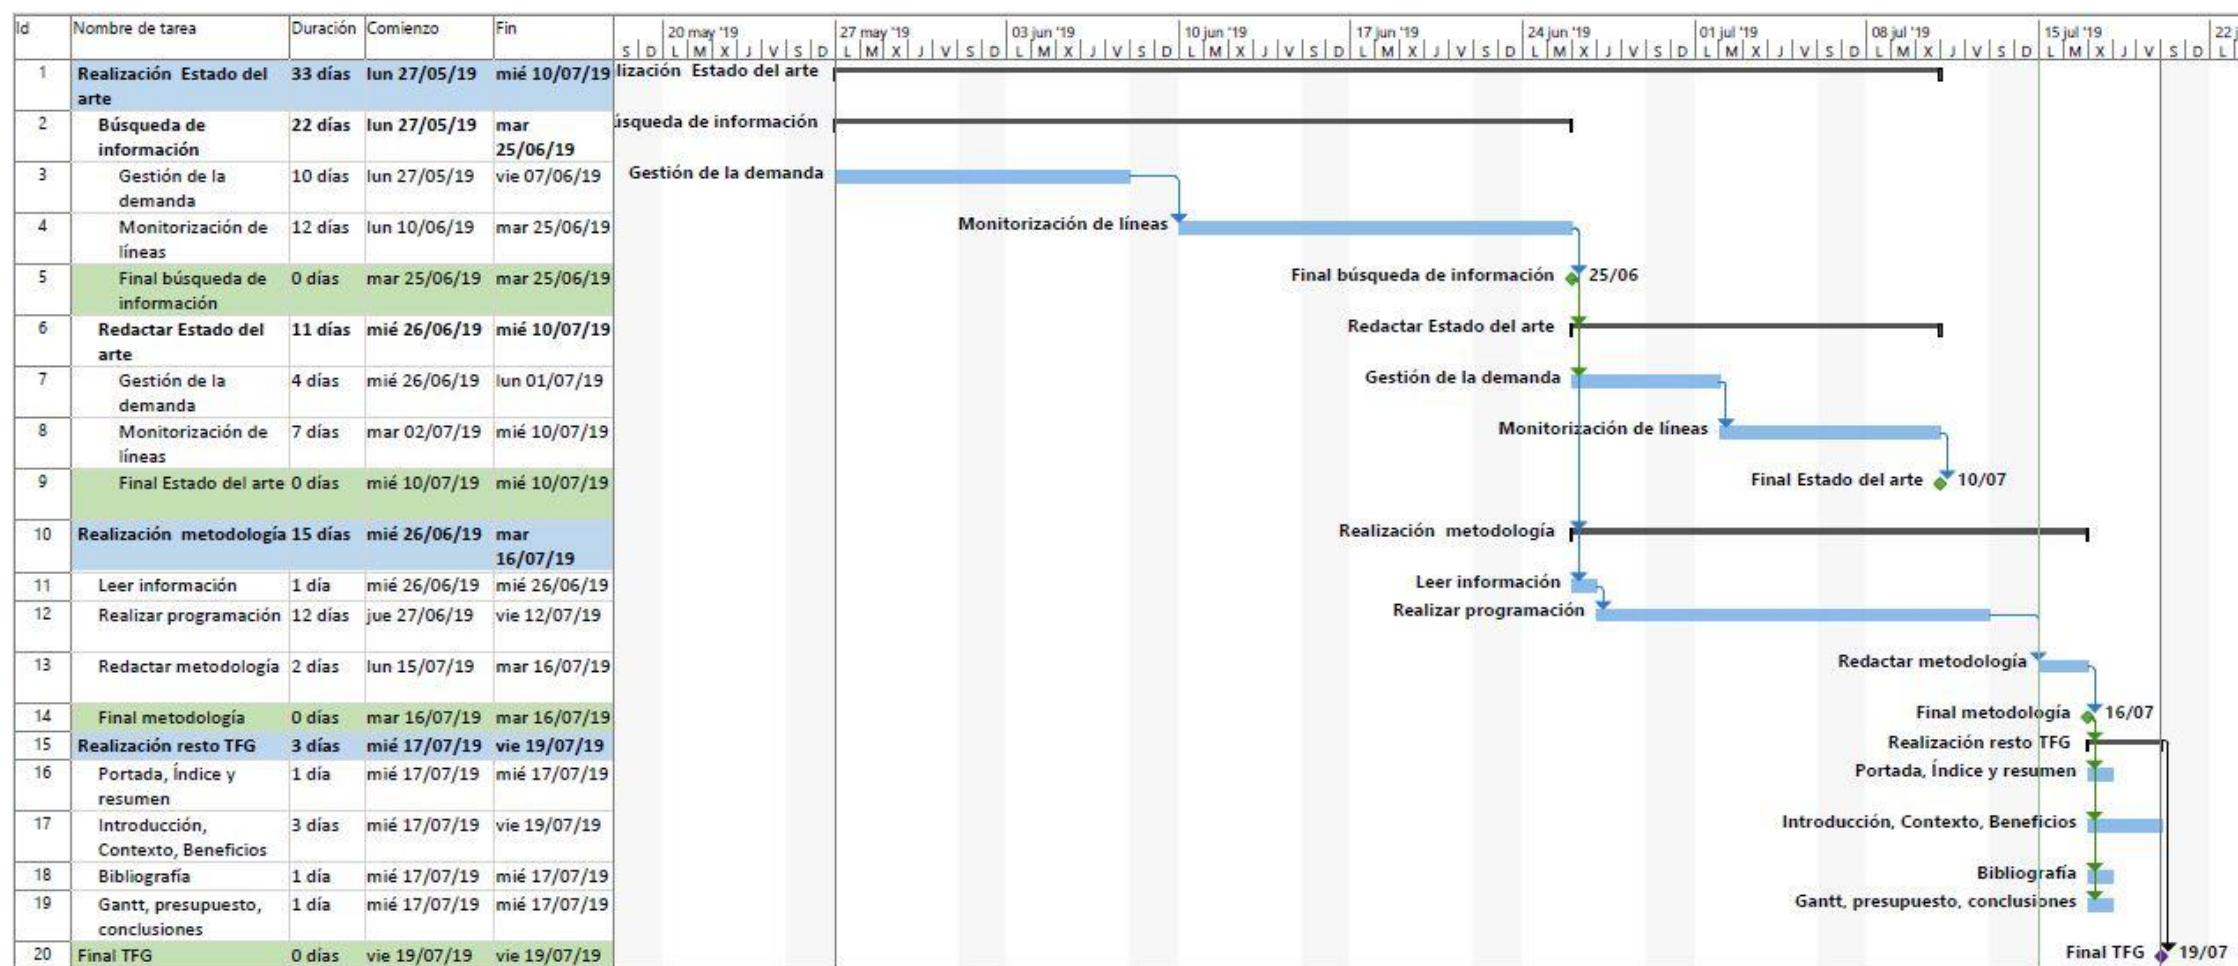 Id Nombre de tarea Duración Comienzo Fin
20 may '19 27 may '19 03 jun '19 10 jun '19 17 jun '19 24 jun '19 01 jul '19 08 jul '19 15 jul '19 22
S D L M X J V S D L M X J V S D L M X J V S D L M X J V S D L M X J V S D L M X J V S D L M X J V S D L M X J V S D L M X J V S D L
1 Realización Estado del arte 33 días lun 27/05/19 mié 10/07/19 lización Estado del arte
2 Búsqueda de información 22 días lun 27/05/19 mar 25/06/19 úsqueda de información
3 Gestión de la demanda 10 días lun 27/05/19 vie 07/06/19 Gestión de la demanda
4 Monitorización de líneas 12 días lun 10/06/19 mar 25/06/19 Monitorización de líneas
5 Final búsqueda de información 0 días mar 25/06/19 mar 25/06/19 Final búsqueda de información 25/06
6 Redactar Estado del arte 11 días mié 26/06/19 mié 10/07/19 Redactar Estado del arte
7 Gestión de la demanda 4 días mié 26/06/19 lun 01/07/19 Gestión de la demanda
8 Monitorización de líneas 7 días mar 02/07/19 mié 10/07/19 Monitorización de líneas
9 Final Estado del arte 0 días mié 10/07/19 mié 10/07/19 Final Estado del arte 10/07
10 Realización metodología 15 días mié 26/06/19 mar 16/07/19 Realización metodología
11 Leer información 1 día mié 26/06/19 mié 26/06/19 Leer información
12 Realizar programación 12 días jue 27/06/19 vie 12/07/19 Realizar programación
13 Redactar metodología 2 días lun 15/07/19 mar 16/07/19 Redactar metodología
14 Final metodología 0 días mar 16/07/19 mar 16/07/19 Final metodología 16/07
15 Realización resto TFG 3 días mié 17/07/19 vie 19/07/19 Realización resto TFG
16 Portada, Índice y resumen 1 día mié 17/07/19 mié 17/07/19 Portada, Índice y resumen
17 Introducción, Contexto, Beneficios 3 días mié 17/07/19 vie 19/07/19 Introducción, Contexto, Beneficios
18 Bibliografía 1 día mié 17/07/19 mié 17/07/19 Bibliografía
19 Gantt, presupuesto, conclusiones 1 día mié 17/07/19 mié 17/07/19 Gantt, presupuesto, conclusiones
20 Final TFG 0 días vie 19/07/19 vie 19/07/19 Final TFG 19/07